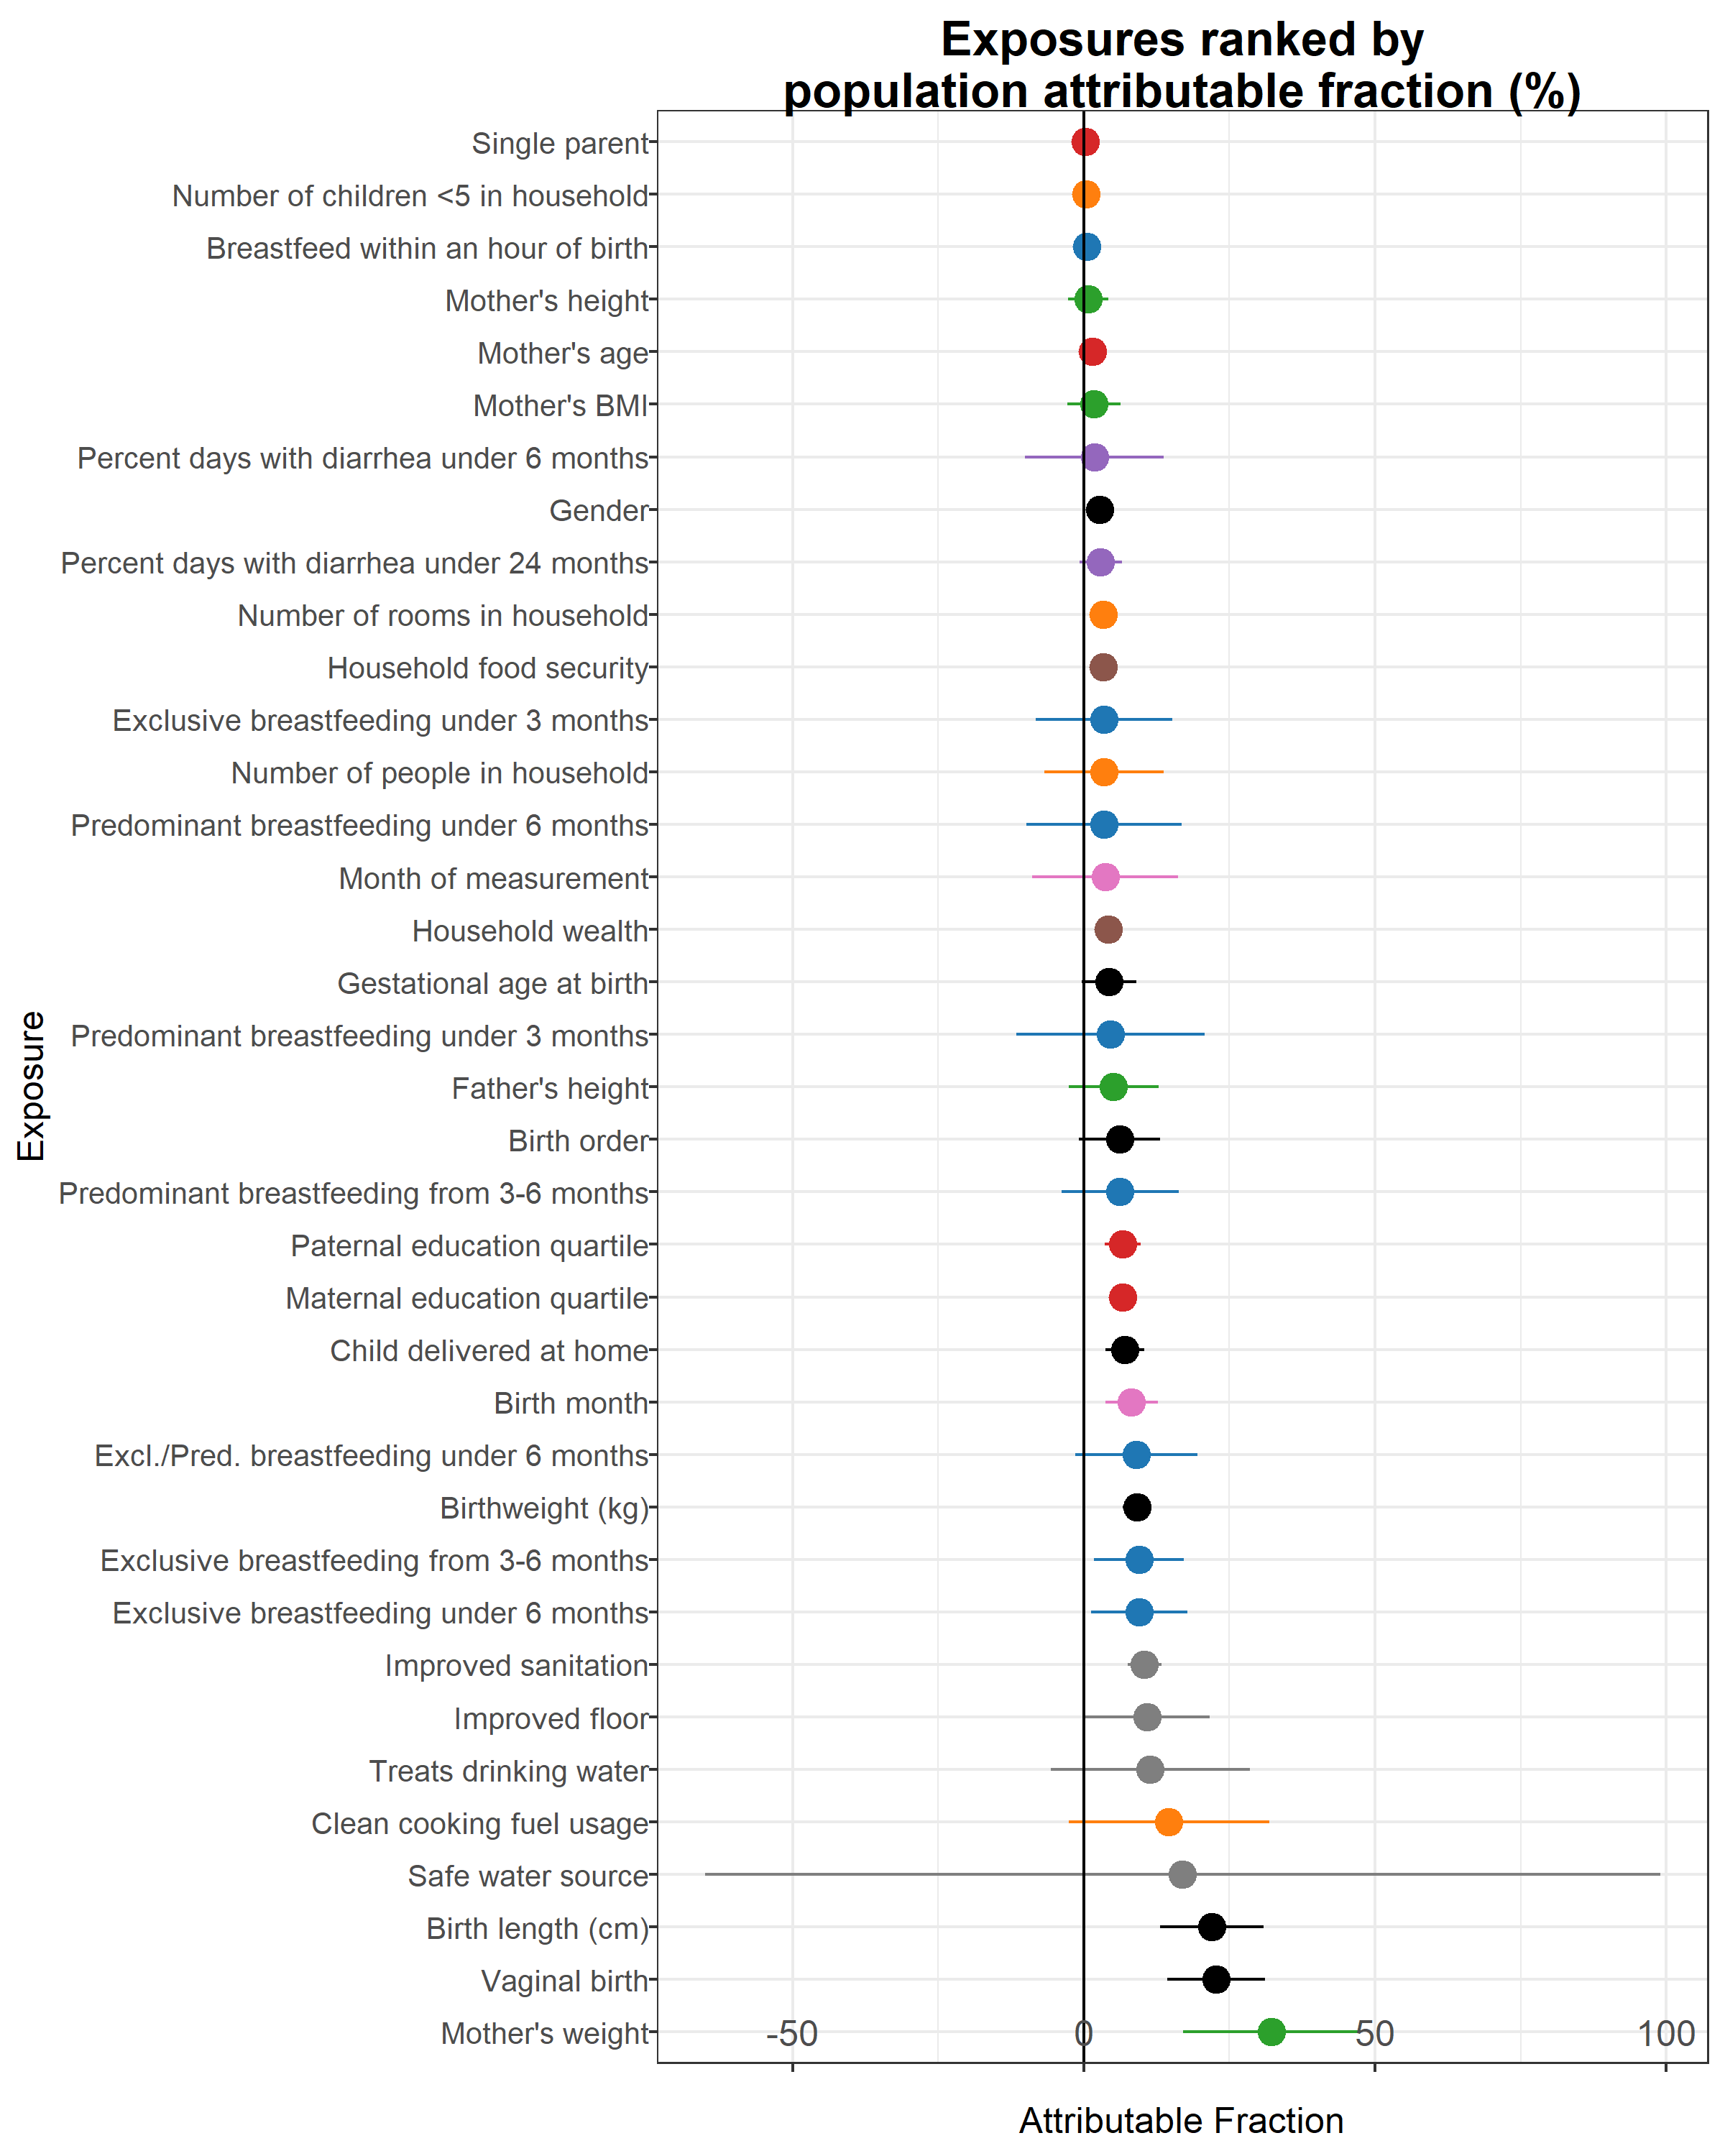 Exposures ranked by
population attributable fraction (%)
Single parent
Number of children <5 in household
Breastfeed within an hour of birth
Mother's height
Mother's age
Mother's BMI
Percent days with diarrhea under 6 months
Gender
Percent days with diarrhea under 24 months
Number of rooms in household
Household food security
Exclusive breastfeeding under 3 months
Number of people in household
Predominant breastfeeding under 6 months
Month of measurement
Household wealth
Gestational age at birth
Predominant breastfeeding under 3 months
Father's height
Birth order
Predominant breastfeeding from 3-6 months
Paternal education quartile
Maternal education quartile
Child delivered at home
Birth month
Excl./Pred. breastfeeding under 6 months
Birthweight (kg)
Exclusive breastfeeding from 3-6 months
Exclusive breastfeeding under 6 months
Improved sanitation
Improved floor
Treats drinking water
Clean cooking fuel usage
Safe water source
Birth length (cm)
Vaginal birth
Mother's weight
Exposure
-50 0 50 100
Attributable Fraction